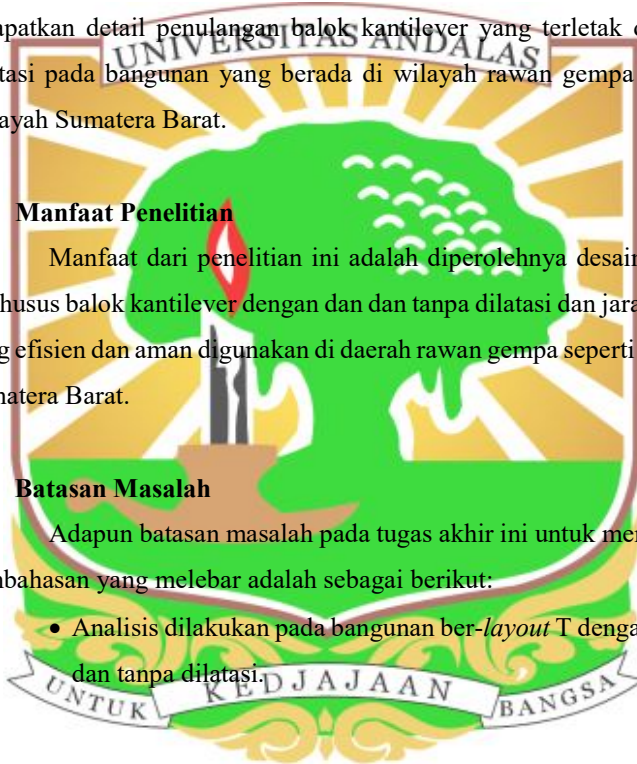 apatkan detail penulangan balok kantilever yang terletak
UNIVERSITAS ANDALAS
tasi pada bangunan yang berada di wilayah rawan gempa
ayah Sumatera Barat.
Manfaat Penelitian
Manfaat dari penelitian ini adalah diperolehnya desain
husus balok kantilever dengan dan dan tanpa dilatasi dan jara
g efisien dan aman digunakan di daerah rawan gempa seperti
natera Barat.
Batasan Masalah
Adapun batasan masalah pada tugas akhir ini untuk men
nbahasan yang melebar adalah sebagai berikut:
• Analisis dilakukan pada bangunan ber-layout T denga
dan tanpa dilatasi.
UNTUK KEDJAJAAN BANGSA